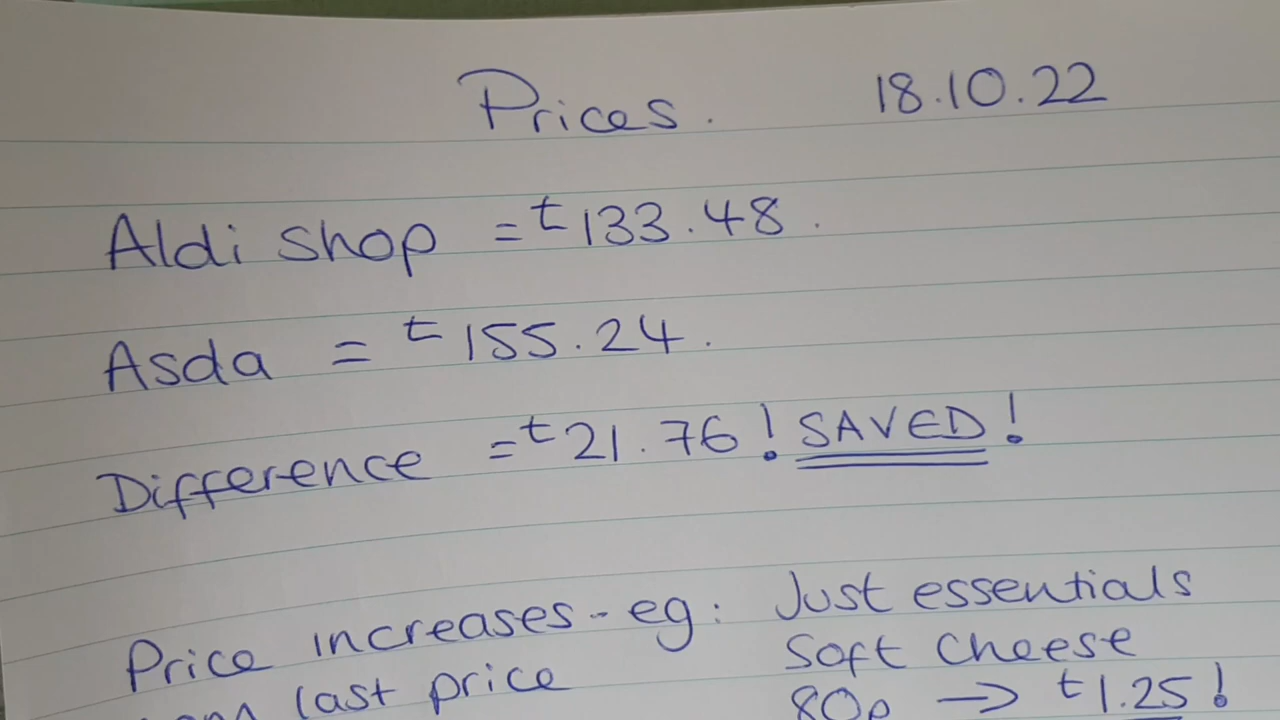 Prices. 18.10.22
Aldi shop = £133.48.
Asda = £155.24.
Difference = £21.76! SAVED!
Price increases - eg: Just essentials
Soft Cheese
last price
80p → £1.25!